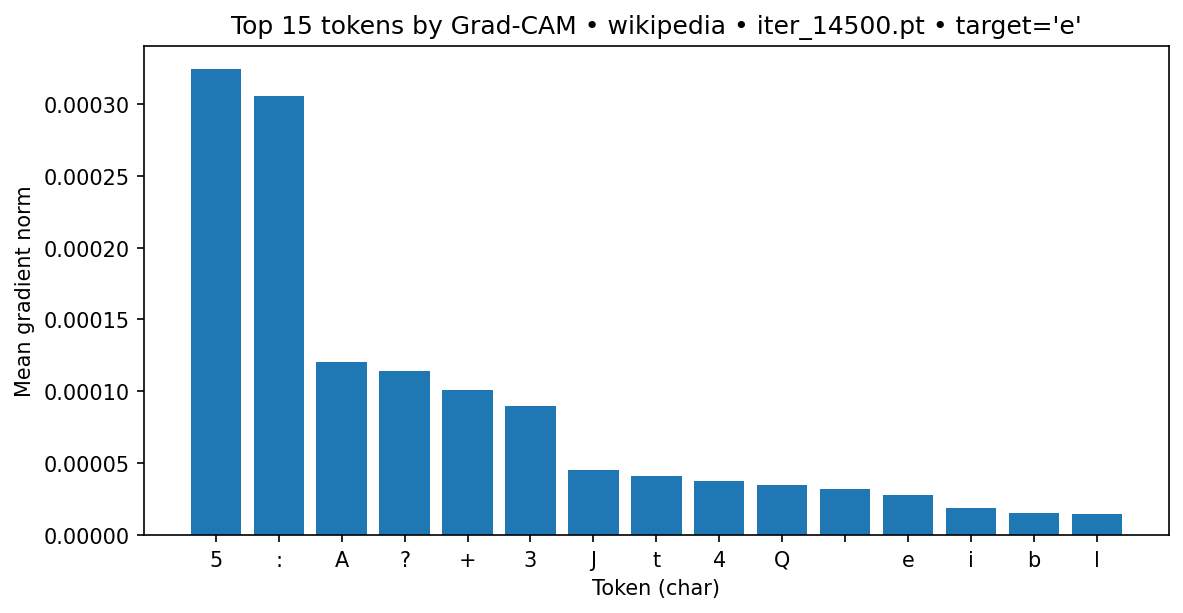 Top 15 tokens by Grad-CAM • wikipedia • iter_14500.pt • target='e'
Mean gradient norm
0.00030
0.00025
0.00020
0.00015
0.00010
0.00005
0.00000
5 : A ? + 3 J t 4 Q ' e i b l
Token (char)